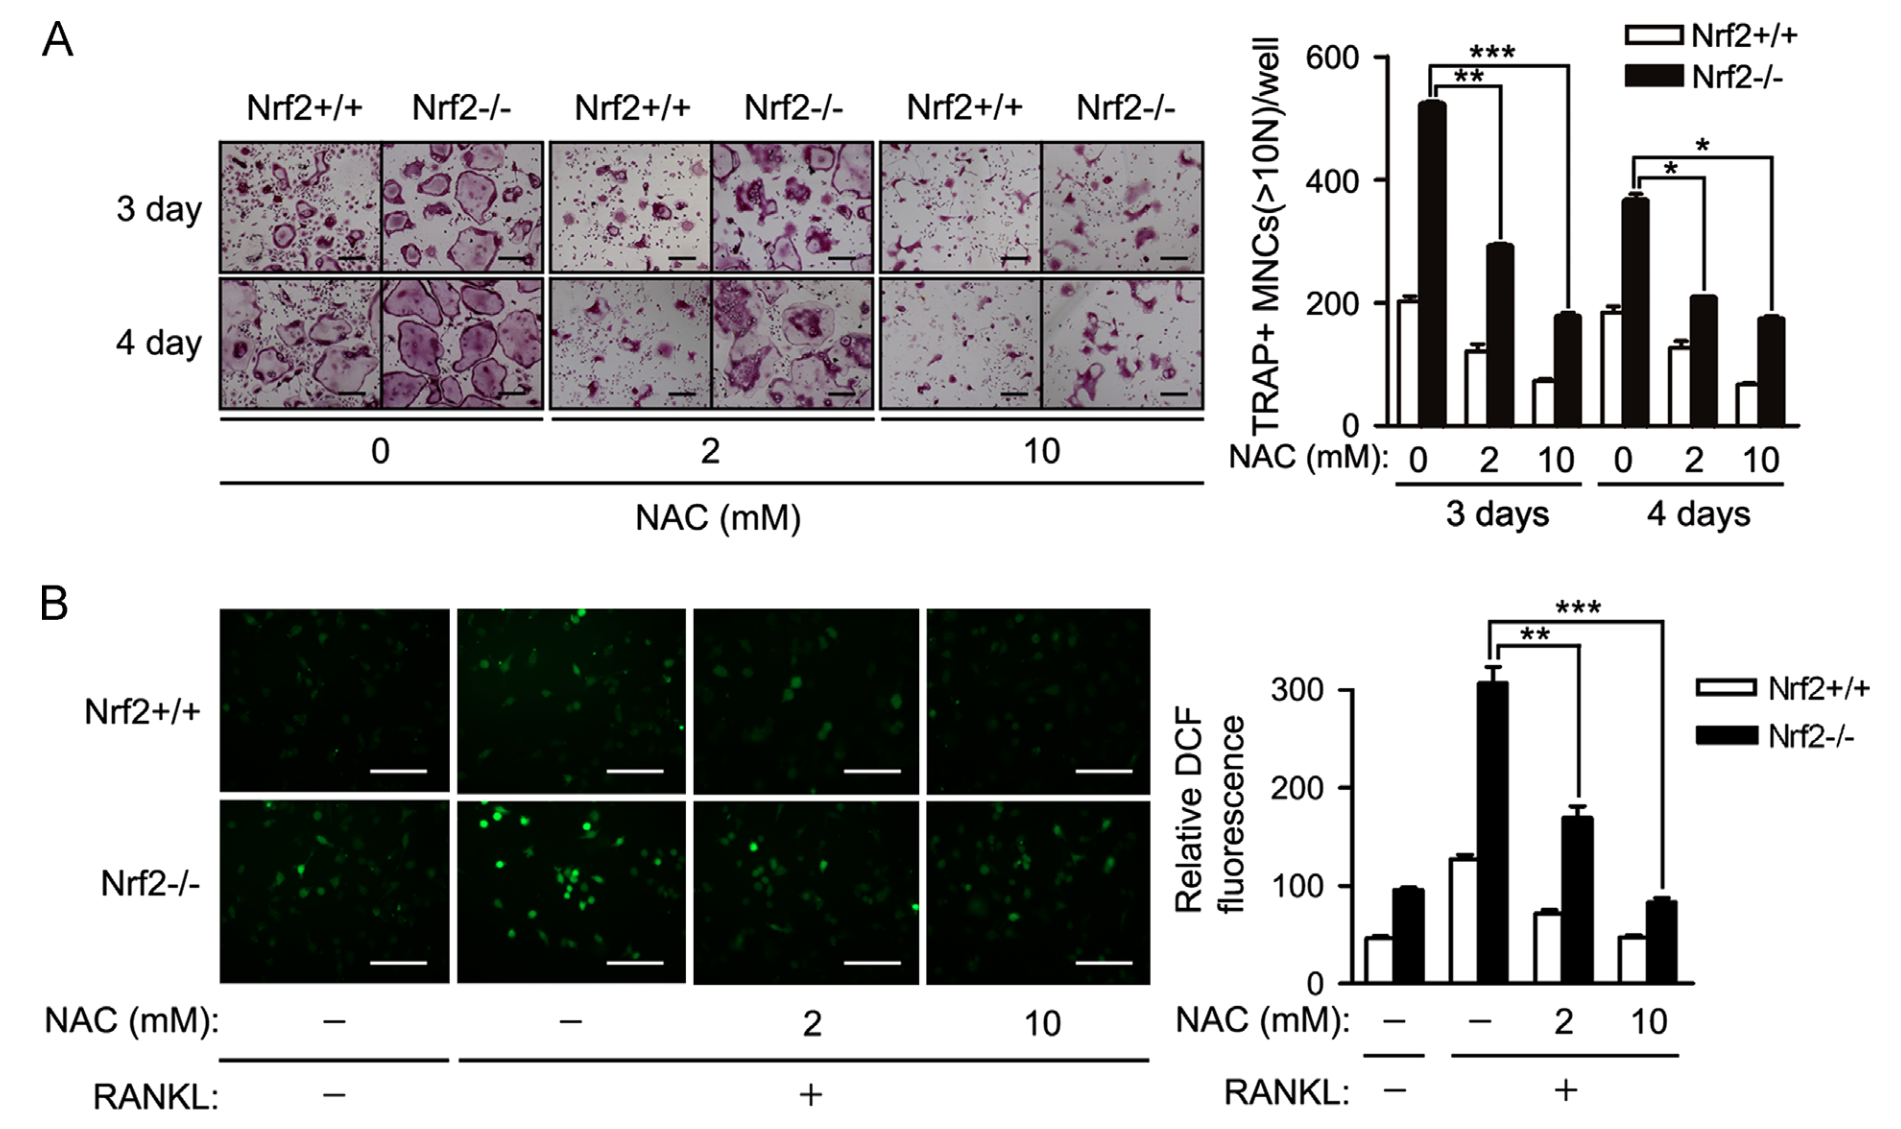 A
Nrf2+/+ Nrf2-/- Nrf2+/+ Nrf2-/- Nrf2+/+ Nrf2-/-
3 day
4 day
0 2 10
NAC (mM)
TRAP+ MNCs(>10N)/well
600
400
200
0
*** 
**
*
*
Nrf2+/+
Nrf2-/-
NAC (mM): 0 2 10 0 2 10
3 days 4 days
B
Nrf2+/+
Nrf2-/-
NAC (mM): − − 2 10
RANKL: − +
Relative DCF
fluorescence
300
200
100
0
***
**
Nrf2+/+
Nrf2-/-
NAC (mM): − − 2 10
RANKL: − +